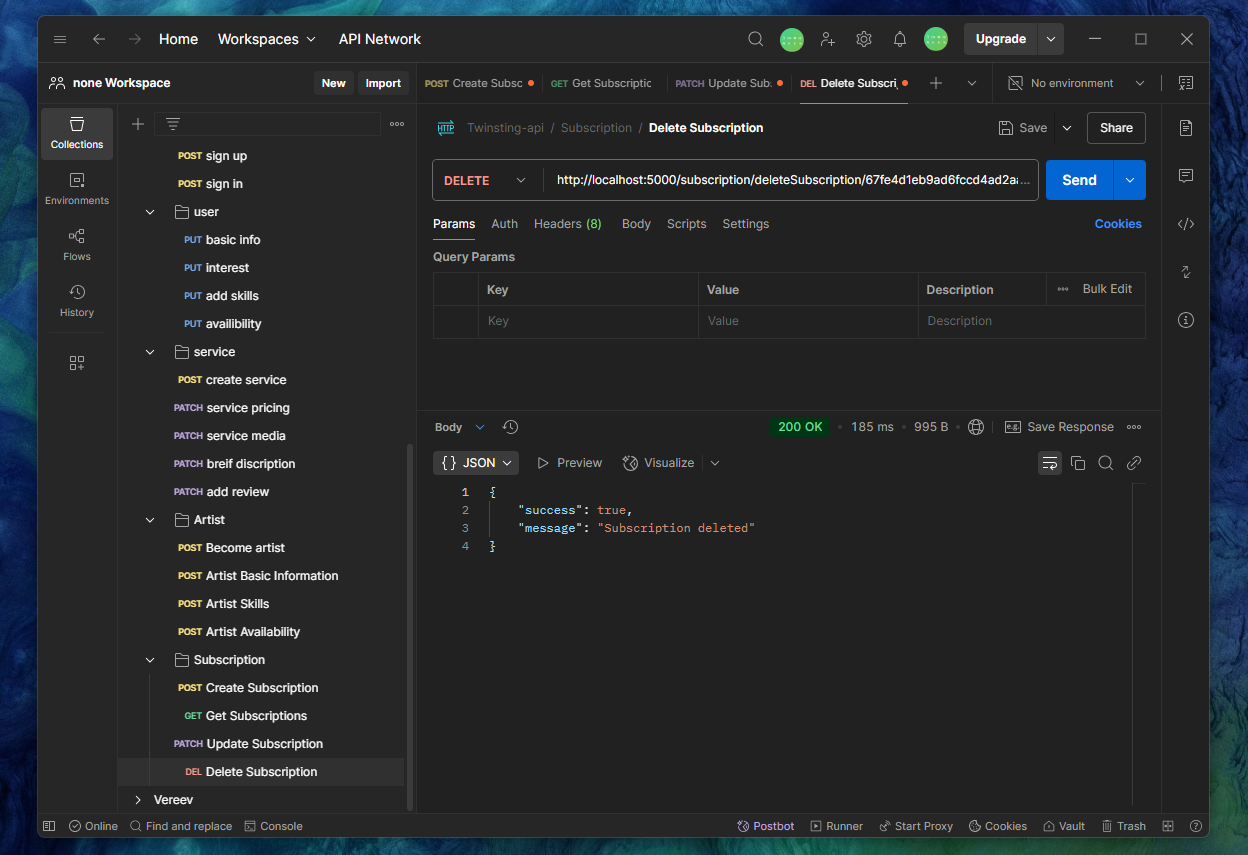 Home Workspaces API Network Upgrade
none Workspace New Import
POST Create Subsc GET Get Subscriptic PATCH Update Sub. DEL Delete Subscri No environment
Collections
Environments
Flows
History
POST sign up
POST sign in
user
PUT basic info
PUT interest
PUT add skills
PUT availibility
service
POST create service
PATCH service pricing
PATCH service media
PATCH breif discription
PATCH add review
Artist
POST Become artist
POST Artist Basic Information
POST Artist Skills
POST Artist Availability
Subscription
POST Create Subscription
GET Get Subscriptions
PATCH Update Subscription
DEL Delete Subscription
Vereev
HTTP Twinsting-api / Subscription / Delete Subscription Save Share
DELETE http://localhost:5000/subscription/deleteSubscription/67fe4d1eb9ad6fccd4ad2a... Send
Params Auth Headers (8) Body Scripts Settings Cookies
Query Params
Key Value Description Bulk Edit
Key Value Description
Body 200 OK 185 ms 995 B e.g. Save Response
{} JSON Preview Visualize
1 {
2 "success": true,
3 "message": "Subscription deleted"
4 }
Online Find and replace Console Postbot Runner Start Proxy Cookies Vault Trash